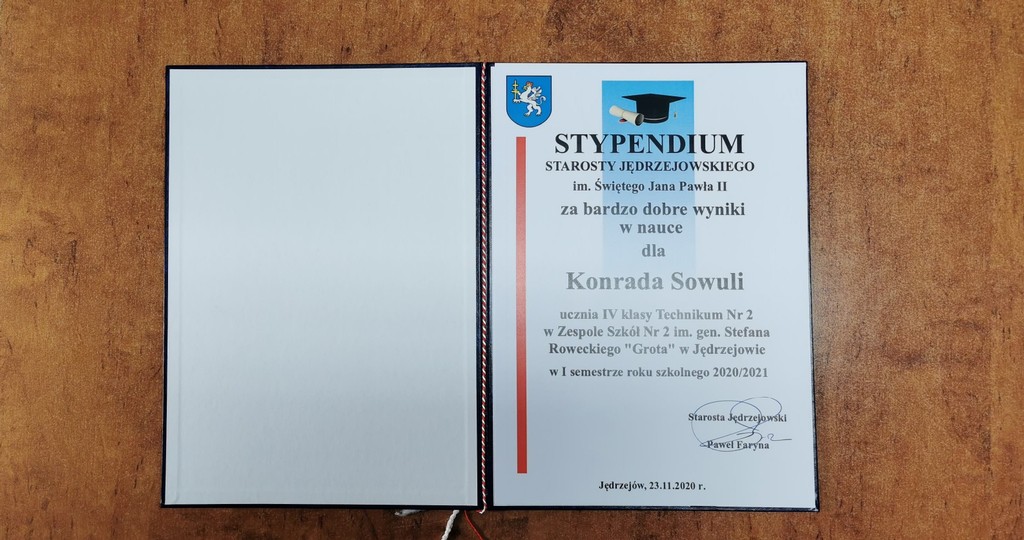 STYPENDIUM
STAROSTY JĘDRZEJOWSKIEGO
im. Świętego Jana Pawła II
za bardzo dobre wyniki
w nauce
dla
Konrada Sowuli
ucznia IV klasy Technikum Nr 2
w Zespole Szkół Nr 2 im. gen. Stefana
Roweckiego "Grota" w Jędrzejowie
w I semestrze roku szkolnego 2020/2021
Starosta Jędrzejowski
Paweł Faryna
Jędrzejów, 23.11.2020 r.